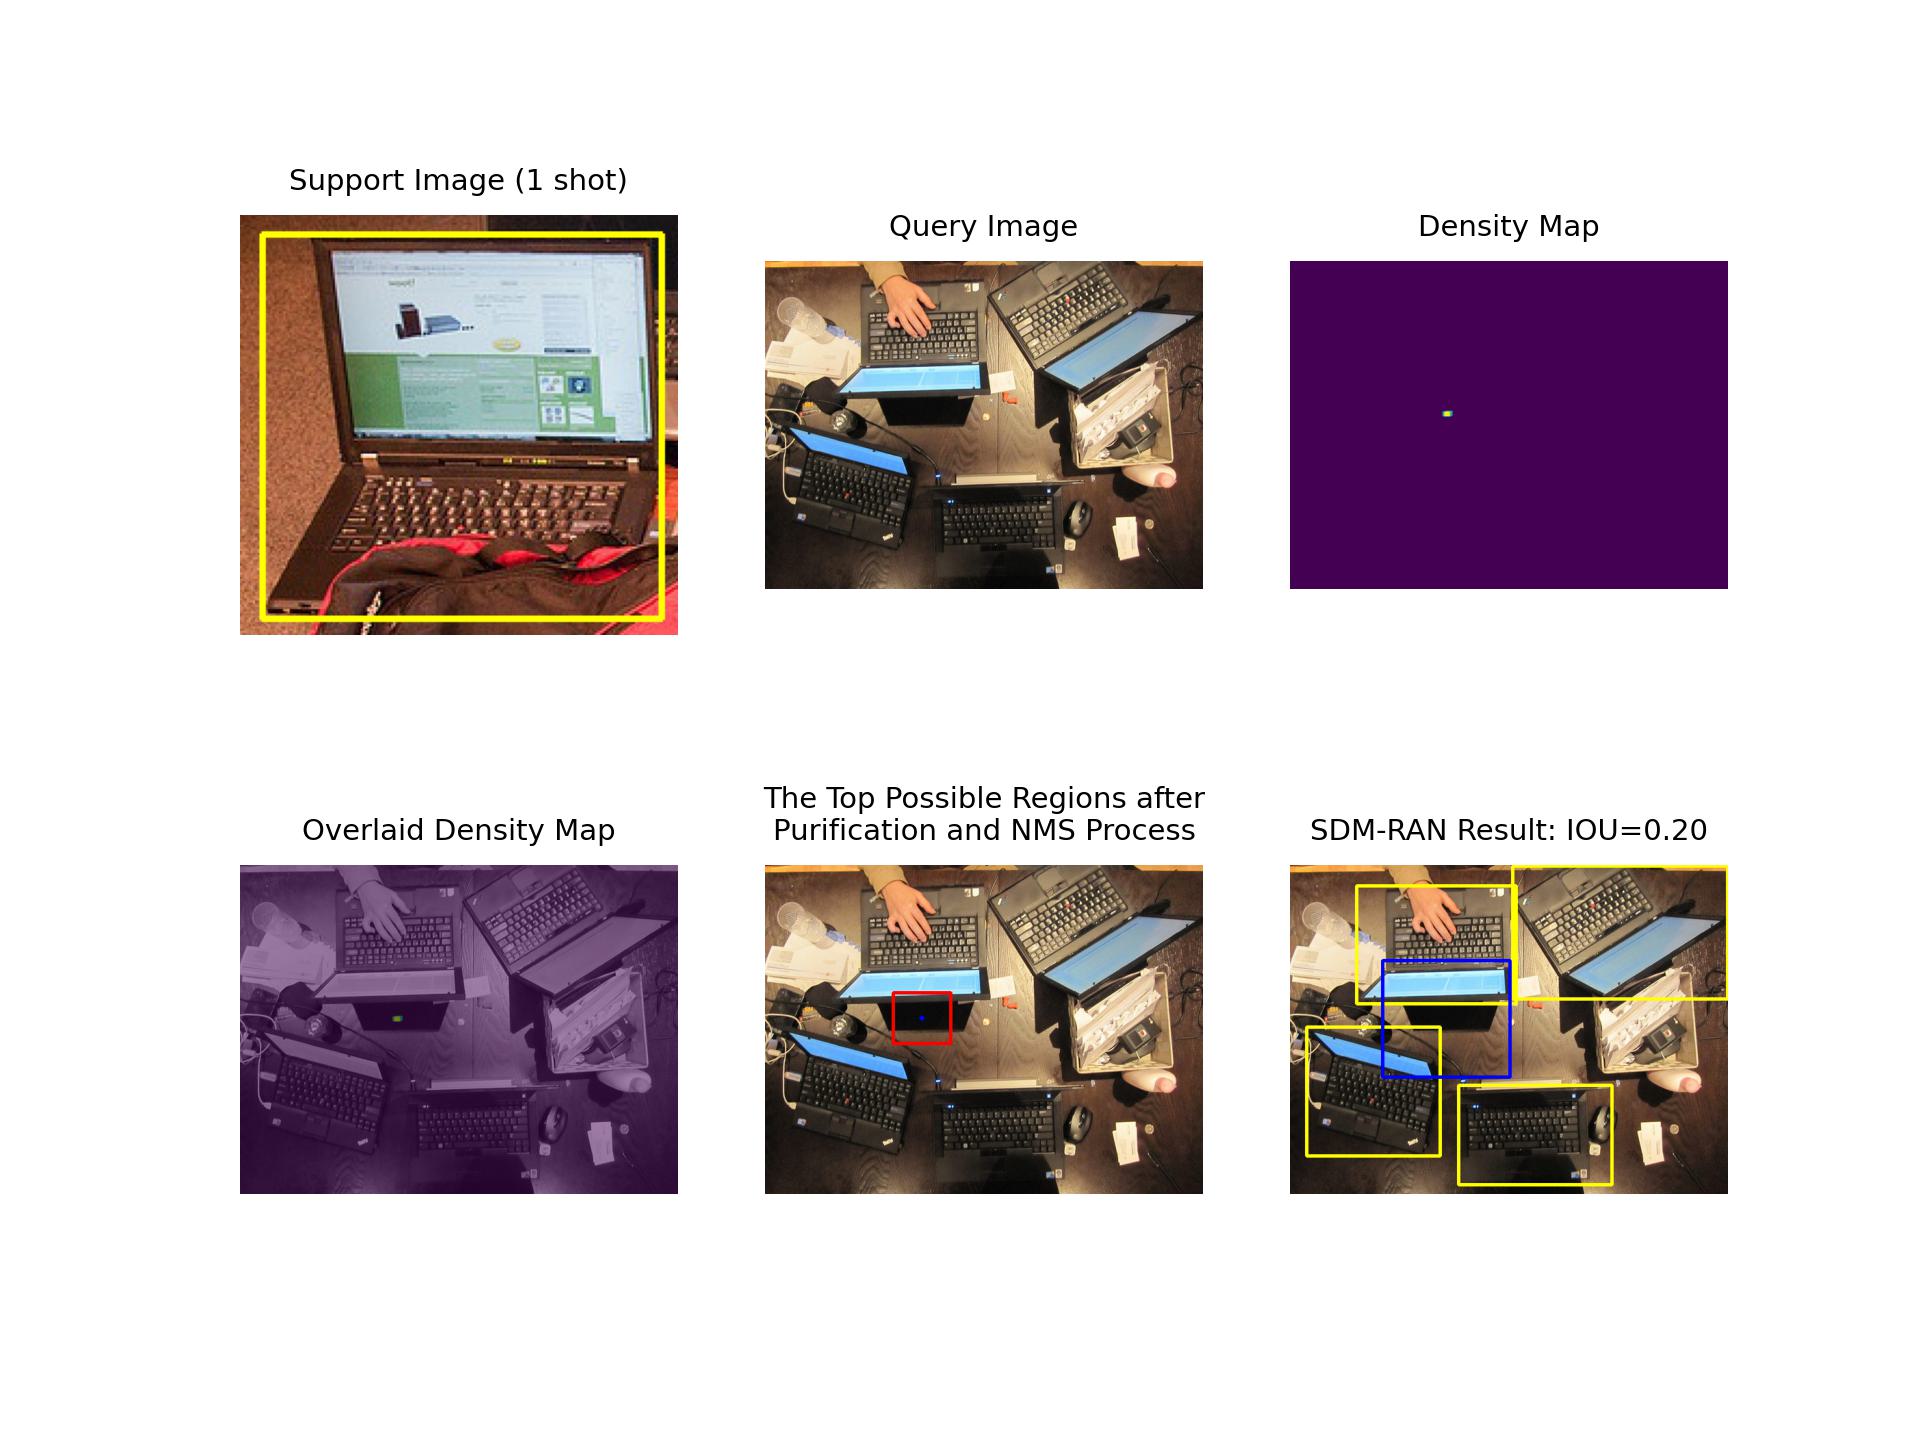 Support Image (1 shot)
Query Image
Density Map
Overlaid Density Map
The Top Possible Regions after
Purification and NMS Process
SDM-RAN Result: IOU=0.20